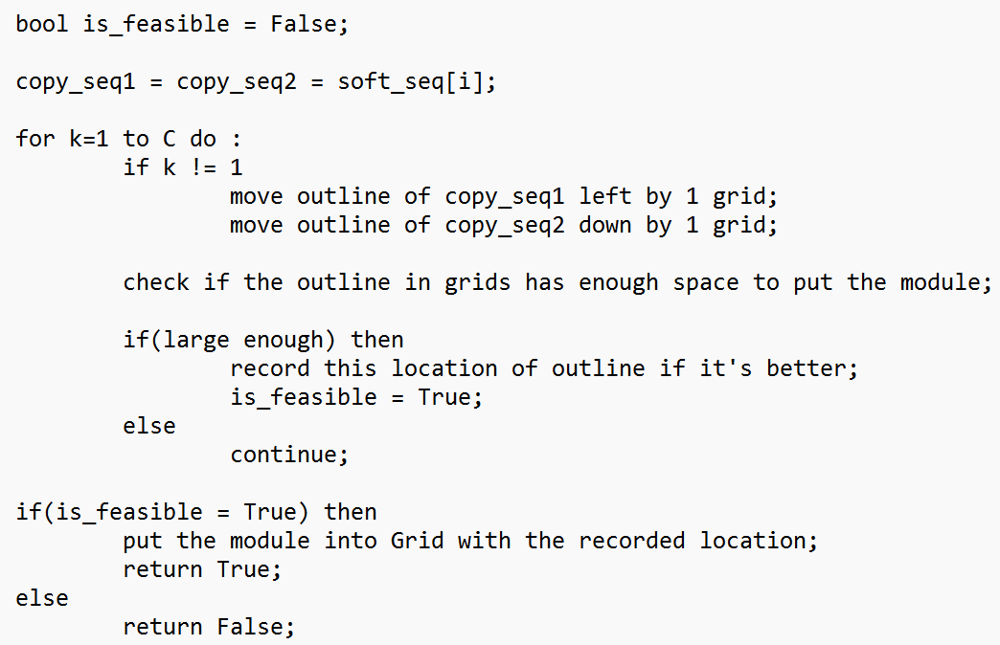 bool is_feasible = False;
copy_seq1 = copy_seq2 = soft_seq[i];
for k=1 to C do :
if k != 1
move outline of copy_seq1 left by 1 grid;
move outline of copy_seq2 down by 1 grid;
check if the outline in grids has enough space to put the module;
if(large enough) then
record this location of outline if it's better;
is_feasible = True;
else
continue;
if(is_feasible = True) then
put the module into Grid with the recorded location;
return True;
else
return False;